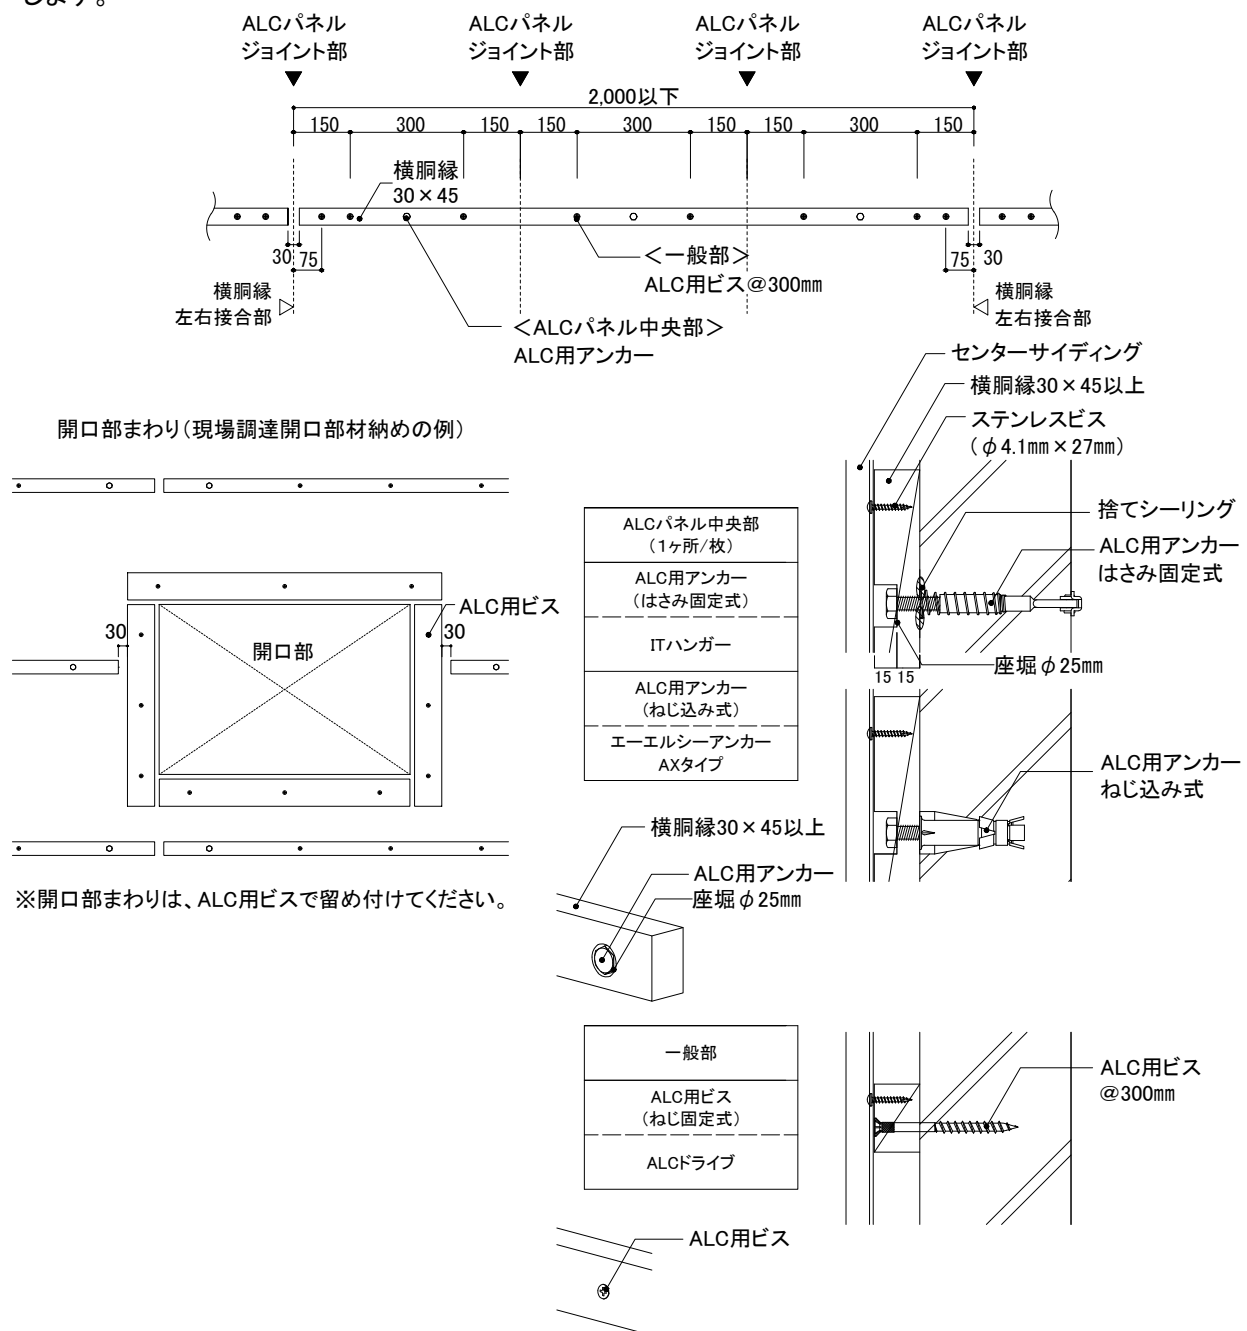 します。
ALCパネル ALCパネル ALCパネル ALCパネル
ジョイント部 ジョイント部 ジョイント部 ジョイント部
2,000以下
150 300 150 150 300 150 150 300 150
横胴縁
30×45
30 75 75 30
<一般部>
ALC用ビス@300mm
横胴縁
左右接合部
横胴縁
左右接合部
<ALCパネル中央部>
ALC用アンカー
センターサイディング
横胴縁30×45以上
ステンレスビス
(φ4.1mm×27mm)
捨てシーリング
ALC用アンカー
はさみ固定式
座堀φ25mm
15 15
開口部まわり(現場調達開口部材納めの例)
ALC用ビス
30 30
開口部
ALCパネル中央部
(1ヶ所/枚)
ALC用アンカー
(はさみ固定式)
ITハンガー
ALC用アンカー
(ねじ込み式)
エーエルシーアンカー
AXタイプ
ALC用アンカー
ねじ込み式
※開口部まわりは、ALC用ビスで留め付けてください。
横胴縁30×45以上
ALC用アンカー
座堀φ25mm
一般部
ALC用ビス
(ねじ固定式)
ALCドライブ
ALC用ビス
@300mm
ALC用ビス